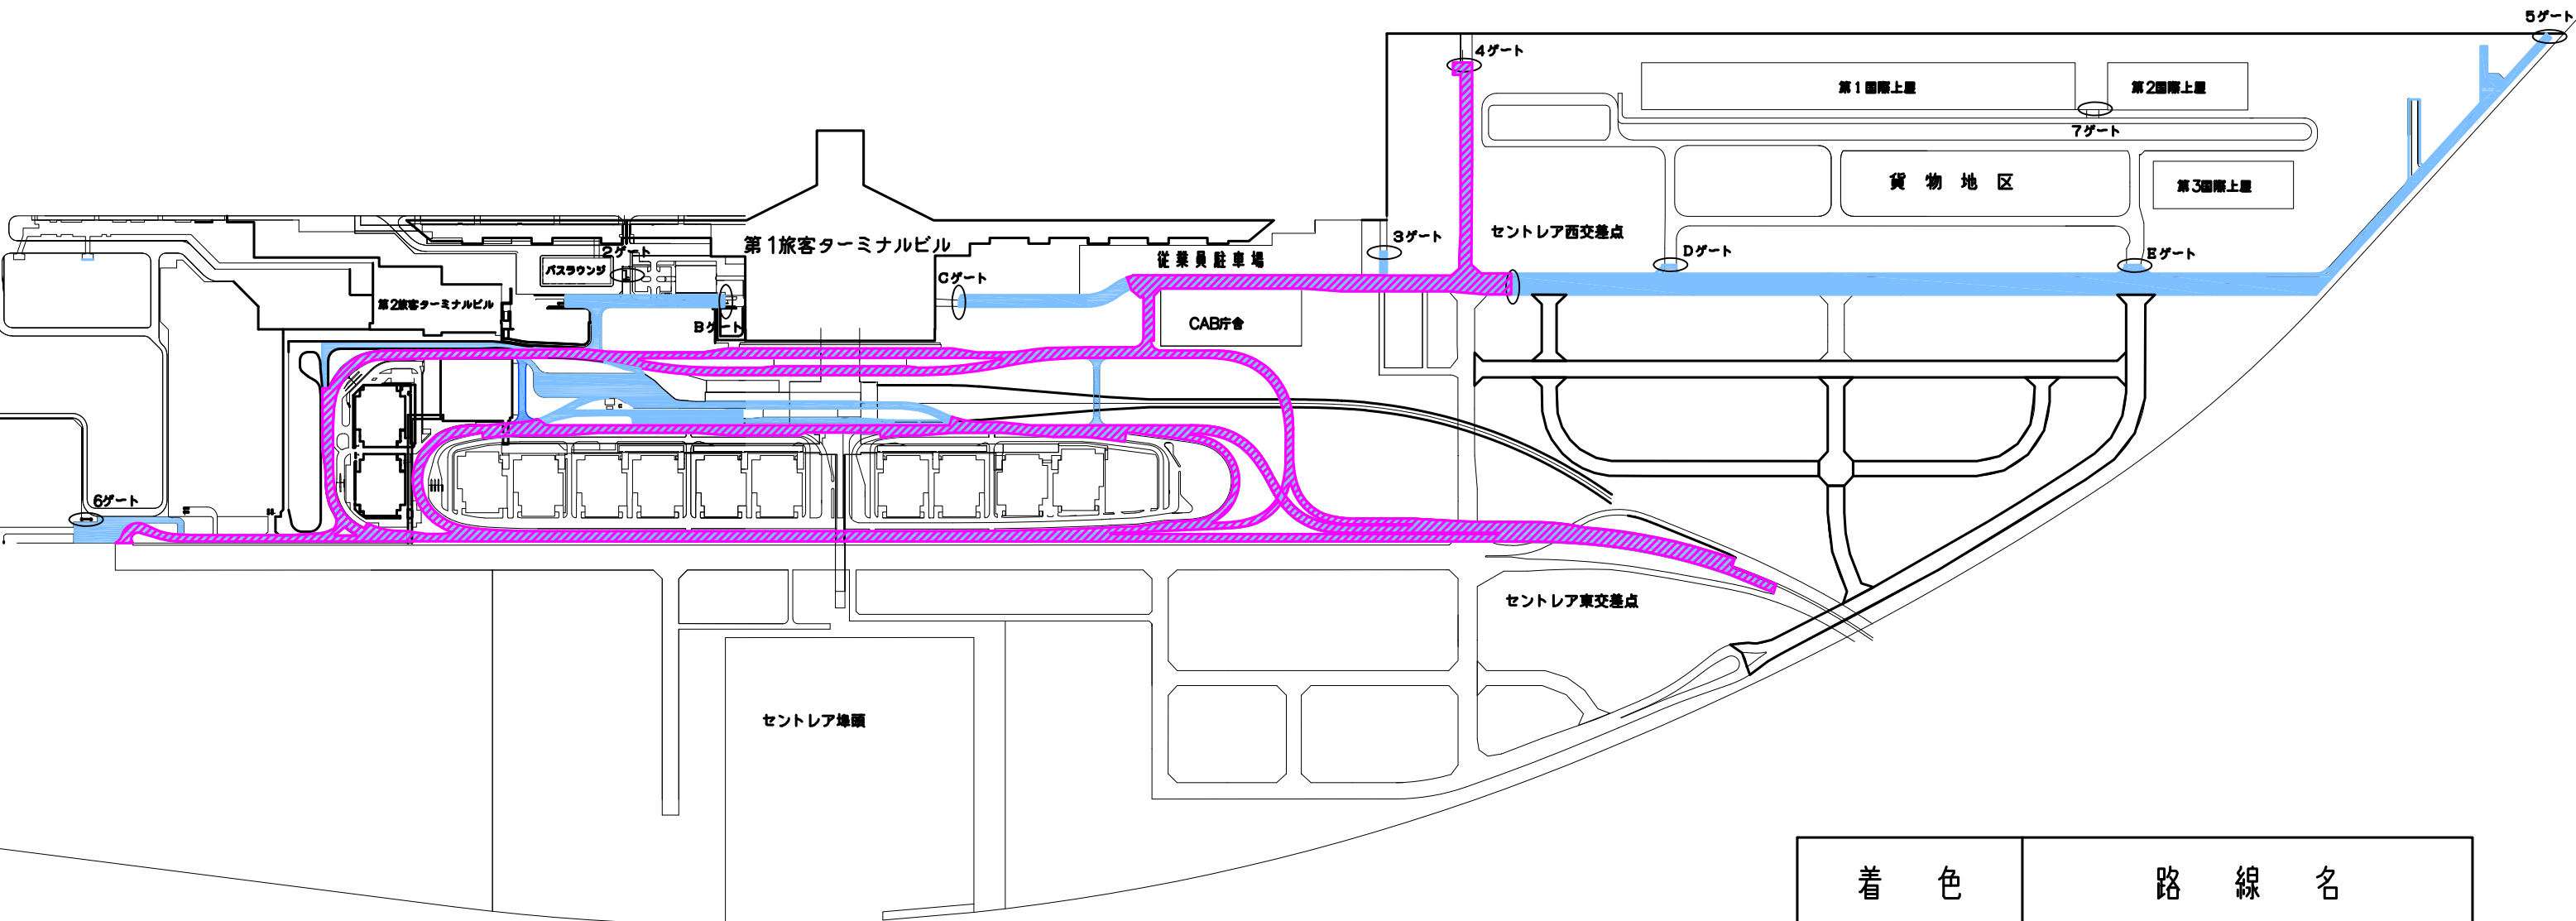 5ゲート
4ゲート
第1国際上屋
第2国際上屋
7ゲート
貨物地区
第3国際上屋
第1旅客ターミナルビル
3ゲート
セントレア西交差点
2ゲート
従業員駐車場
Dゲート
Eゲート
バスラウンジ
Cゲート
第2旅客ターミナルビル
Bゲート
CAB庁舎
6ゲート
セントレア東交差点
セントレア埠頭
着色 路線名